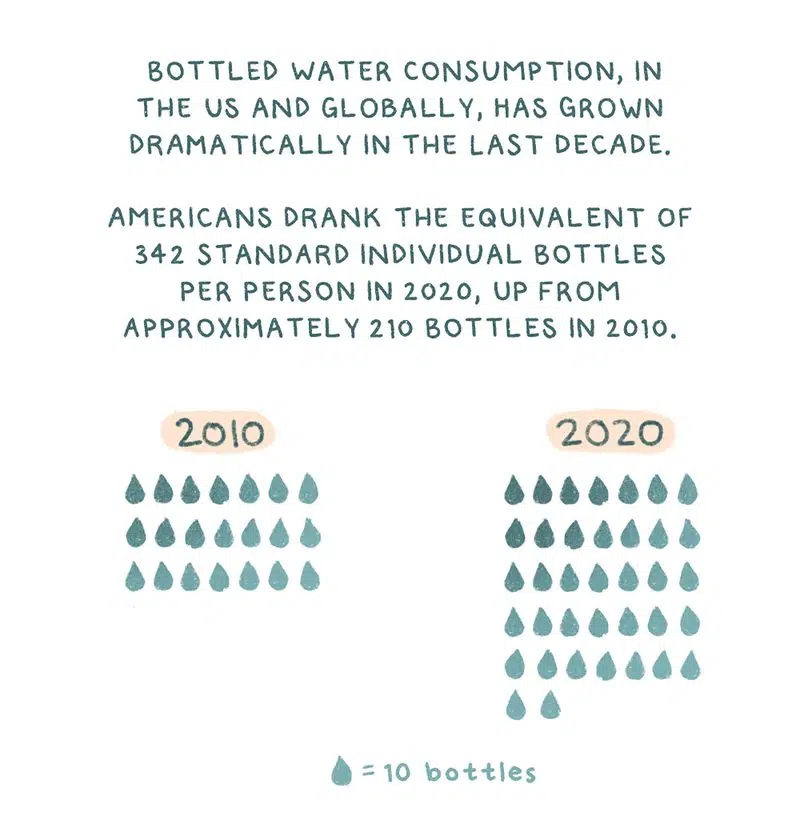 BOTTLED WATER CONSUMPTION, IN
THE US AND GLOBALLY, HAS GROWN
DRAMATICALLY IN THE LAST DECADE.
AMERICANS DRANK THE EQUIVALENT OF
342 STANDARD INDIVIDUAL BOTTLES
PER PERSON IN 2020, UP FROM
APPROXIMATELY 210 BOTTLES IN 2010.
2010
2020
= 10 bottles